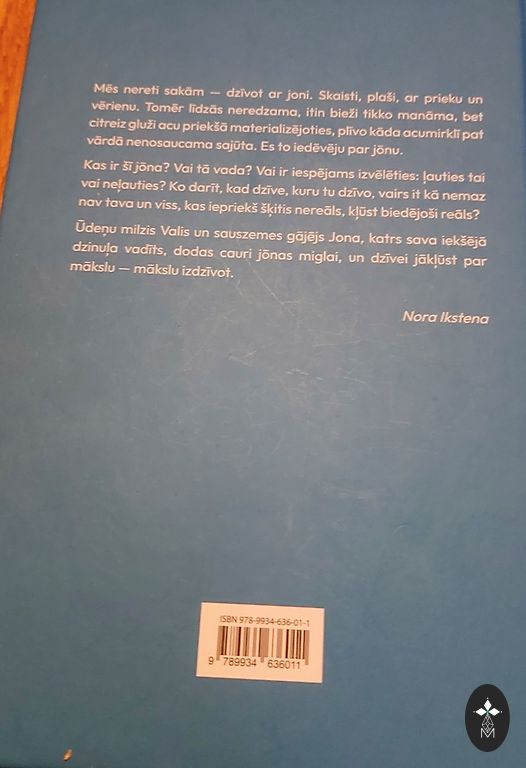 Mēs nereti sakām — dzīvot ar joni. Skaisti, plaši, ar prieku un
vērienu. Tomēr līdzās neredzama, itin bieži tikko manāma, bet
citreiz gluži acu priekšā materializējoties, plīvo kāda acumirklī pat
vārdā nenosaucama sajūta. Es to iedēvēju par jōnu.
Kas ir šī jōna? Vai tā vada? Vai ir iespējams izvēlēties: ļauties tai
vai neļauties? Ko darīt, kad dzīve, kuru tu dzīvo, vairs it kā nemaz
nav tava un viss, kas iepriekš šķitis nereāls, kļūst biedējoši reāls?
Ūdeņu milzis Valis un sauszemes gājējs Jona, katrs sava iekšējā
dzinuļa vadīts, dodas cauri jōnas miglai, un dzīvei jākļūst par
mākslu — mākslu izdzīvot.
Nora Ikstena
ISBN 978-9934-636-01-1
9 789934 636011
M